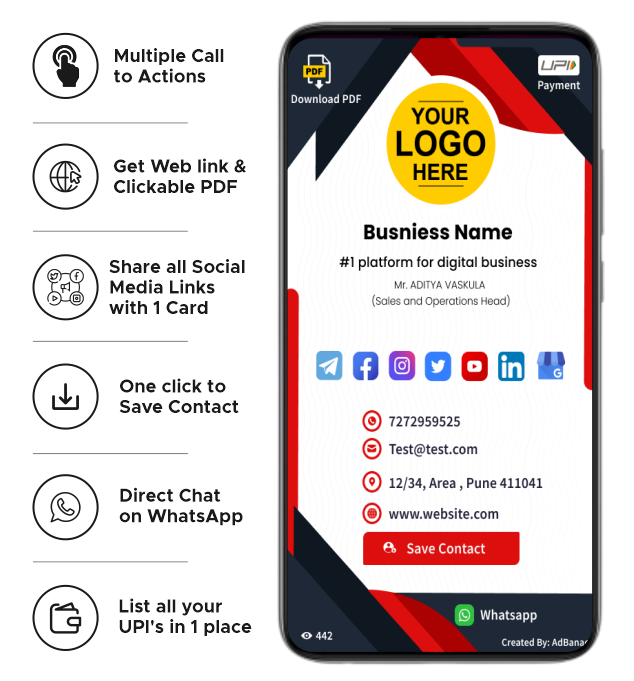 Multiple Call
to Actions
Get Web link &
Clickable PDF
Share all Social
Media Links
with 1 Card
One click to
Save Contact
Direct Chat
on WhatsApp
List all your
UPI's in 1 place
PDF
Download PDF
UPI
Payment
YOUR
LOGO
HERE
Busniess Name
#1 platform for digital business
Mr. ADITYA VASKULA
(Sales and Operations Head)
in
G
7272959525
Test@test.com
12/34, Area , Pune 411041
www.website.com
Save Contact
Whatsapp
442
Created By: AdBanao